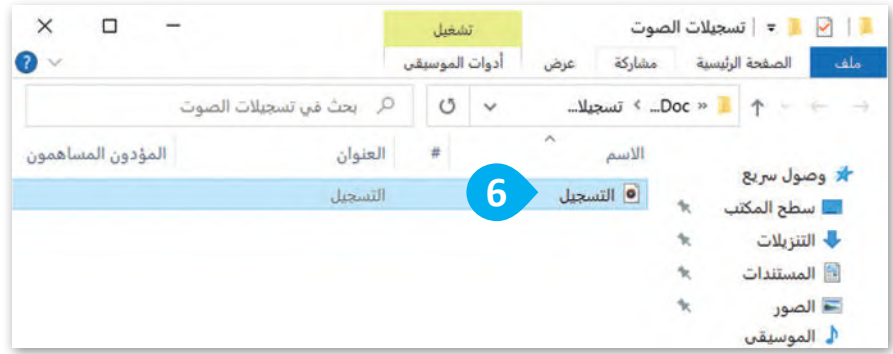 تسجيلات الصوت
تشغيل
ملف الصفحة الرئيسية مشاركة عرض أدوات الموسيقى ?
« Doc... › تسجيلا... بحث في تسجيلات الصوت
الاسم # العنوان المؤدون المساهمون
6 التسجيل التسجيل
وصول سريع
سطح المكتب
التنزيلات
المستندات
الصور
الموسيقى